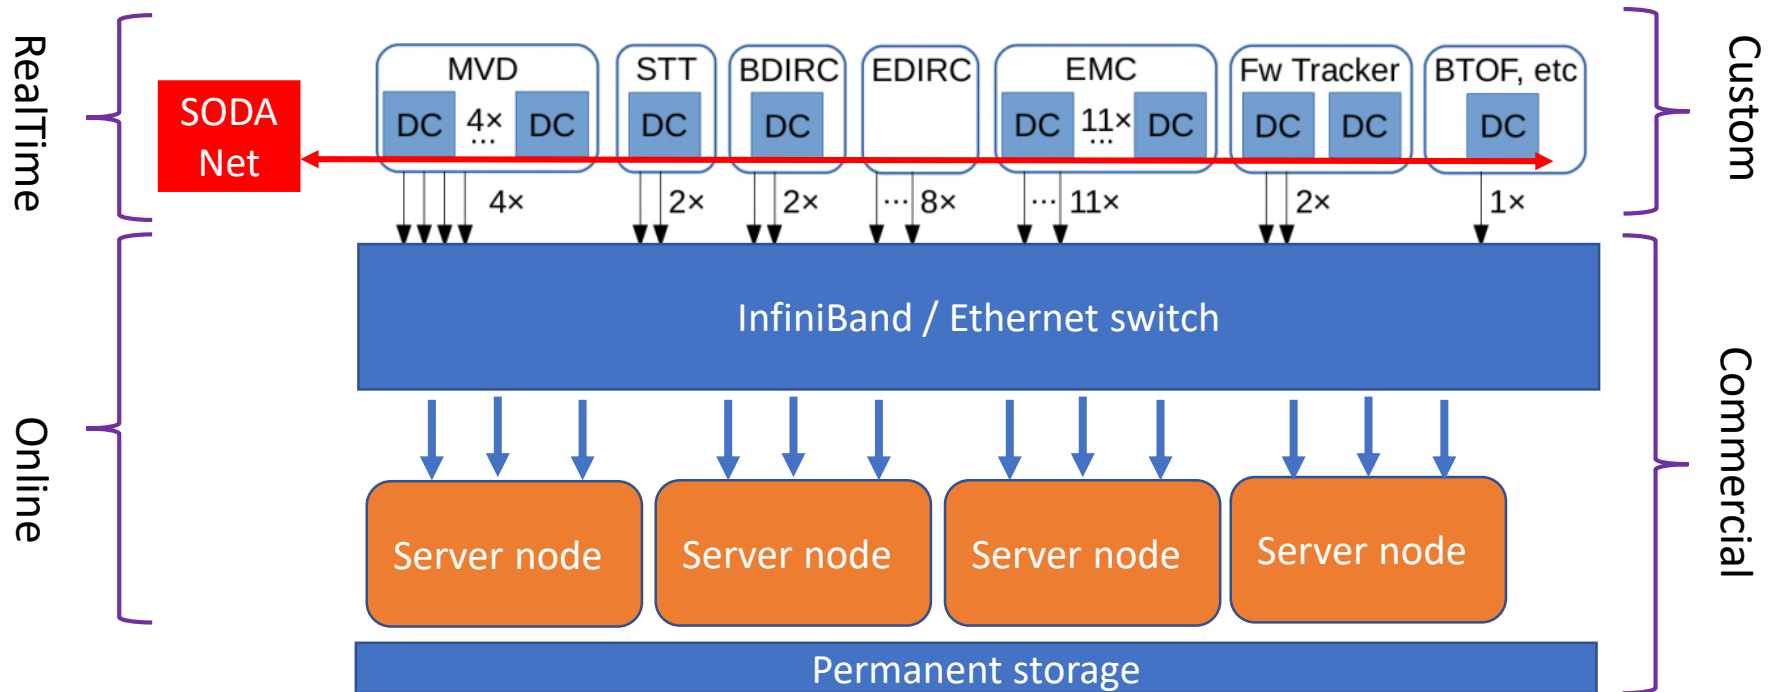 RealTime
Online
SODA
Net
MVD
DC
4×
...
DC
STT
DC
BDIRC
DC
EDIRC
EMC
DC
11×
...
DC
Fw Tracker
DC
DC
BTOF, etc
DC
4×
2×
2×
... 8×
... 11×
2×
1×
InfiniBand / Ethernet switch
Server node
Server node
Server node
Server node
Permanent storage
Custom
Commercial